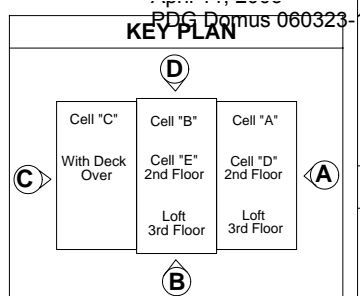 PDG Domus 060323-
KEY PLAN
D
Cell "C"
With Deck
Over
Cell "B"
Cell "E"
2nd Floor
Loft
3rd Floor
Cell "A"
Cell "D"
2nd Floor
Loft
3rd Floor
C
A
B